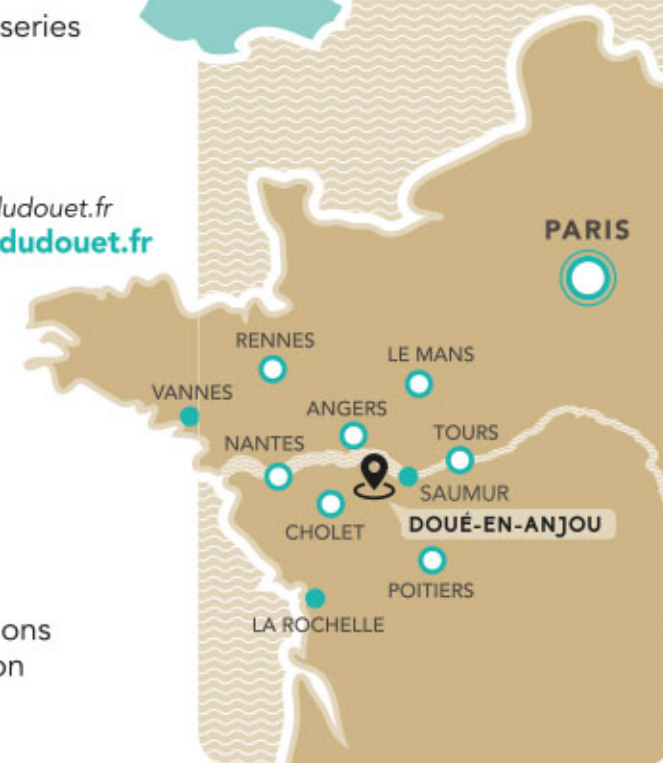 series
dudouet.fr
dudouet.fr
PARIS
RENNES
LE MANS
VANNES
ANGERS
NANTES
TOURS
SAUMUR
DOUÉ-EN-ANJOU
CHOLET
POITIERS
LA ROCHELLE
ons
on